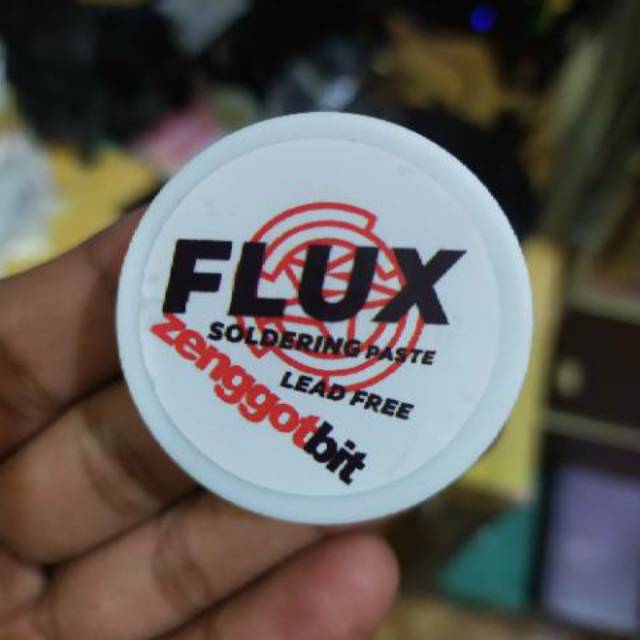 FLUX
SOLDERING PASTE
LEAD FREE
zenggotbit